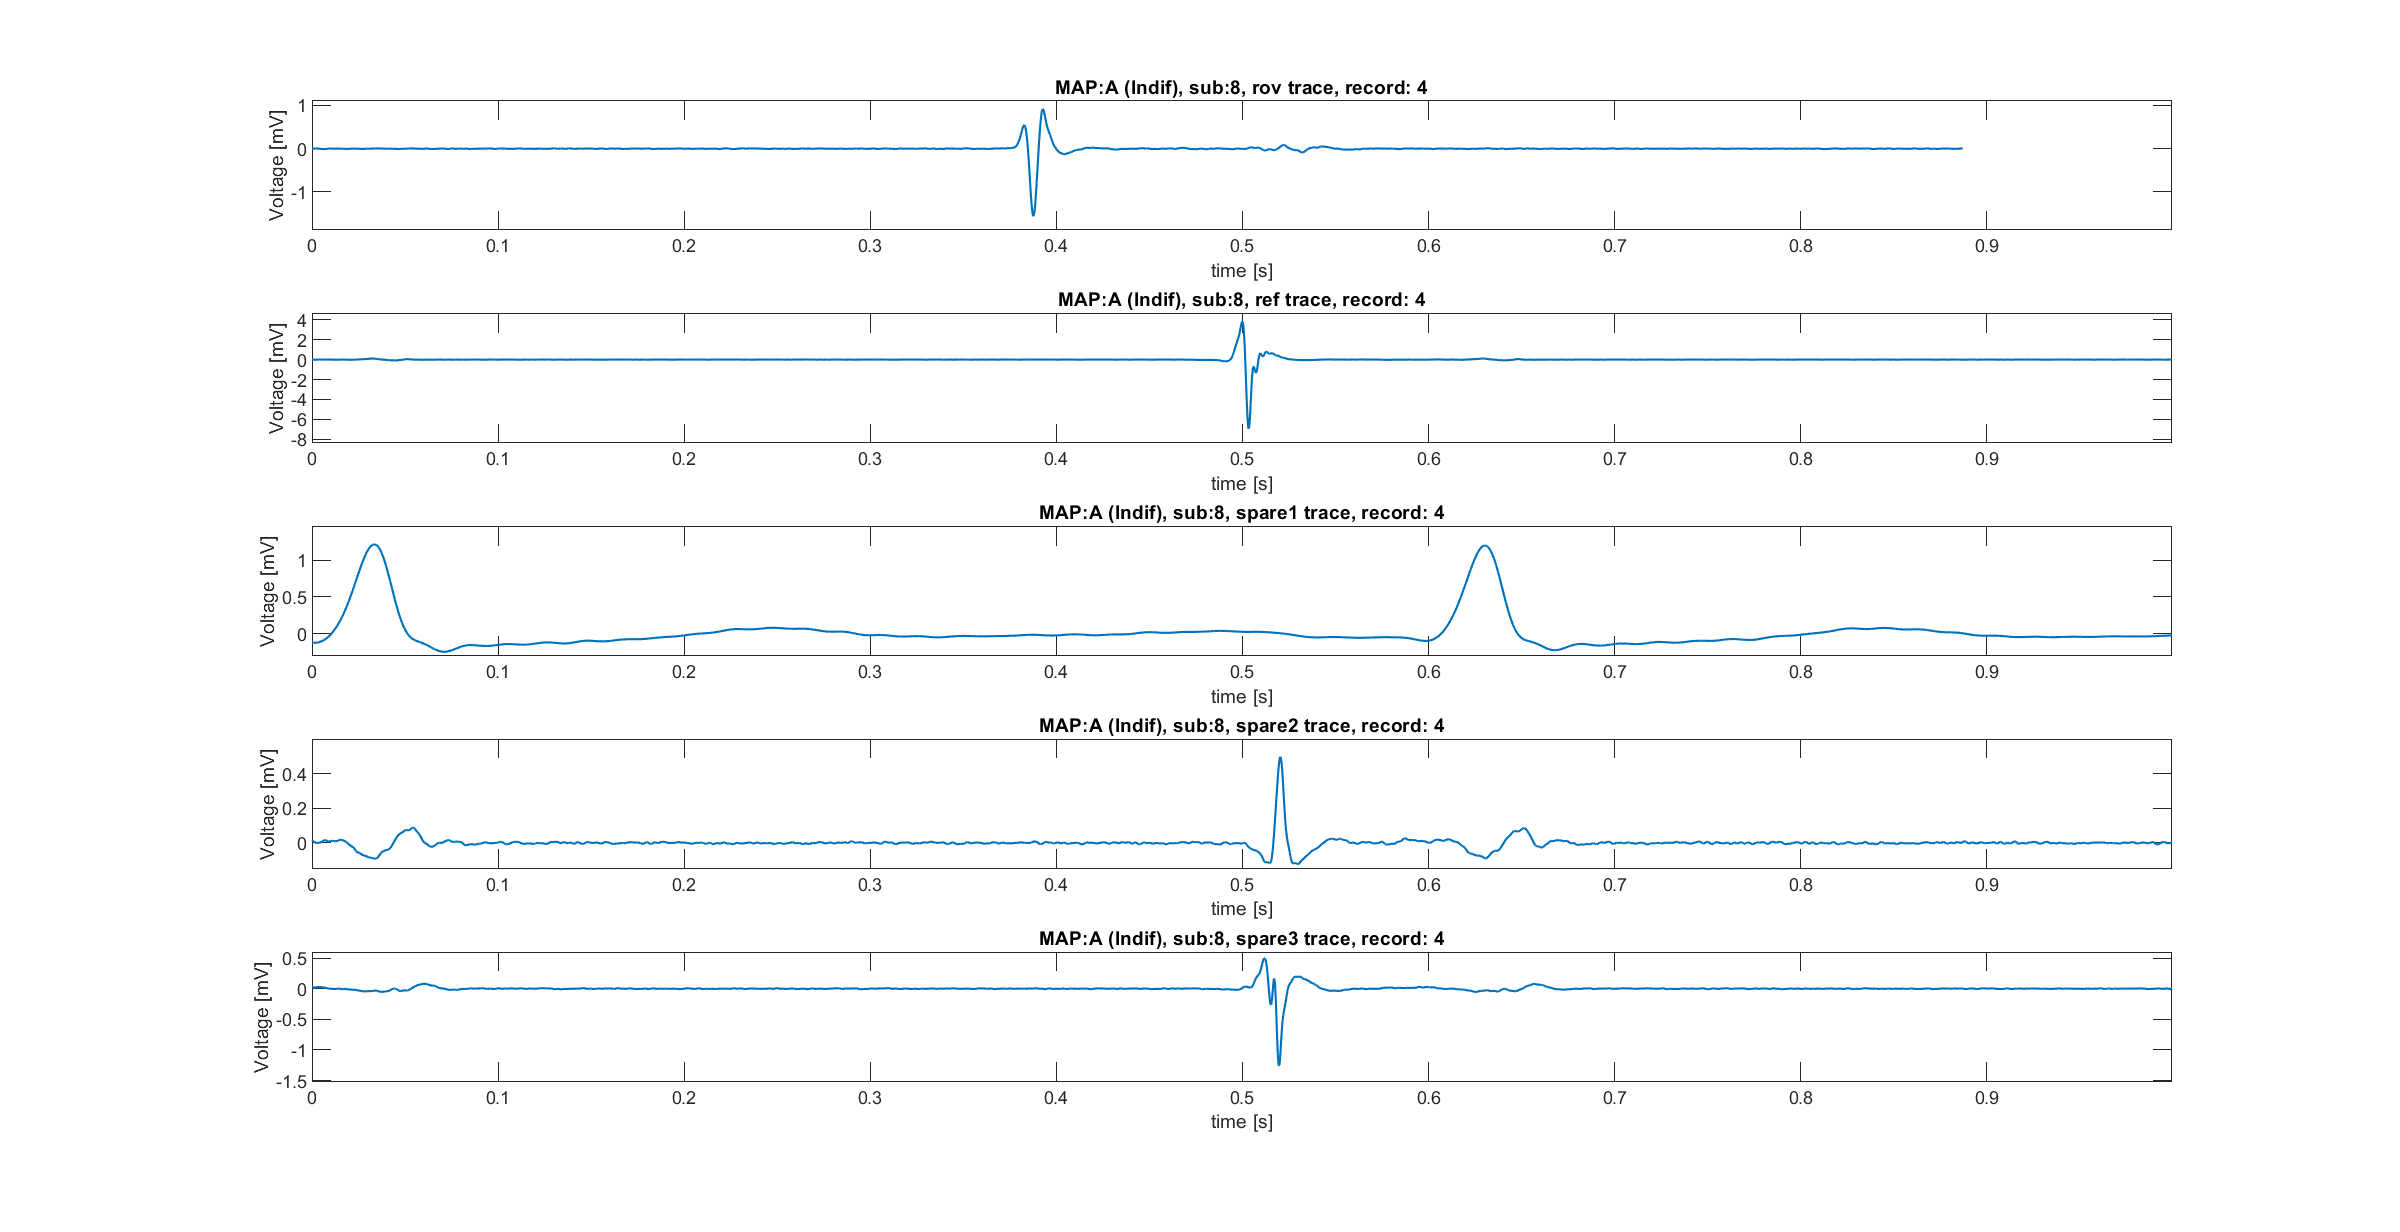 MAP:A (Indif), sub:8, rov trace, record: 4
Voltage [mV]
1
0
-1
0 0.1 0.2 0.3 0.4 0.5 0.6 0.7 0.8 0.9
time [s]
MAP:A (Indif), sub:8, ref trace, record: 4
Voltage [mV]
4
2
0
-2
-4
-6
-8
0 0.1 0.2 0.3 0.4 0.5 0.6 0.7 0.8 0.9
time [s]
MAP:A (Indif), sub:8, spare1 trace, record: 4
Voltage [mV]
1
0.5
0
0 0.1 0.2 0.3 0.4 0.5 0.6 0.7 0.8 0.9
time [s]
MAP:A (Indif), sub:8, spare2 trace, record: 4
Voltage [mV]
0.4
0.2
0
0 0.1 0.2 0.3 0.4 0.5 0.6 0.7 0.8 0.9
time [s]
MAP:A (Indif), sub:8, spare3 trace, record: 4
Voltage [mV]
0.5
0
-0.5
-1
-1.5
0 0.1 0.2 0.3 0.4 0.5 0.6 0.7 0.8 0.9
time [s]